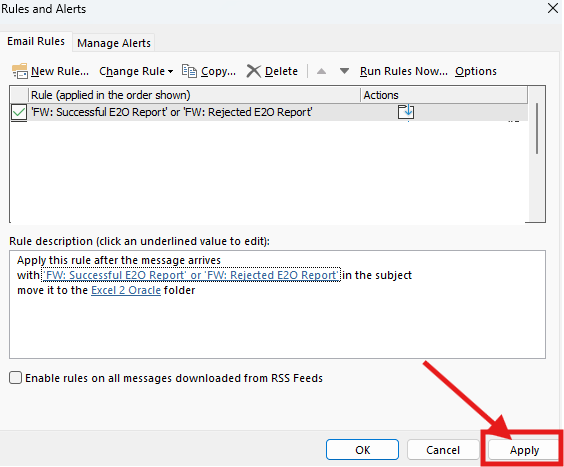 Rules and Alerts
Email Rules Manage Alerts
New Rule... Change Rule Copy... Delete Run Rules Now... Options
Rule (applied in the order shown) Actions
'FW: Successful E2O Report' or 'FW: Rejected E2O Report'
Rule description (click an underlined value to edit):
Apply this rule after the message arrives
with 'FW: Successful E2O Report' or 'FW: Rejected E2O Report' in the subject
move it to the Excel 2 Oracle folder
Enable rules on all messages downloaded from RSS Feeds
OK Cancel Apply